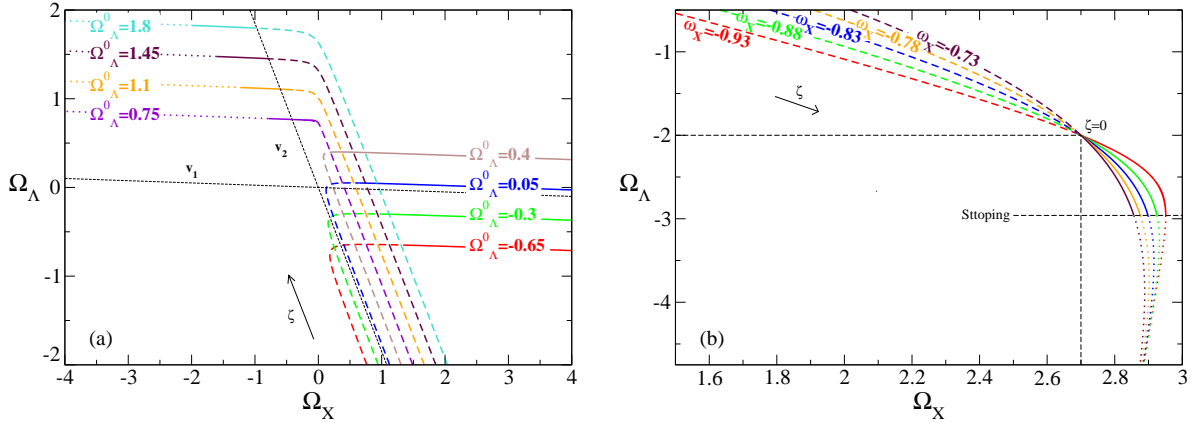 2
1
0
-1
-2
Ω_Λ
Ω^0_Λ=1.8
Ω^0_Λ=1.45
Ω^0_Λ=1.1
Ω^0_Λ=0.75
v_2
v_1
Ω^0_Λ=0.4
Ω^0_Λ=0.05
Ω^0_Λ=-0.3
Ω^0_Λ=-0.65
ζ
(a)
-4 -3 -2 -1 0 1 2 3 4
Ω_X
-1
-2
-3
-4
Ω_Λ
ω_X=-0.93
ω_X=-0.88
ω_X=-0.83
ω_X=-0.78
ω_X=-0.73
ζ
ζ=0
Sttoping
(b)
1.6 1.8 2 2.2 2.4 2.6 2.8 3
Ω_X